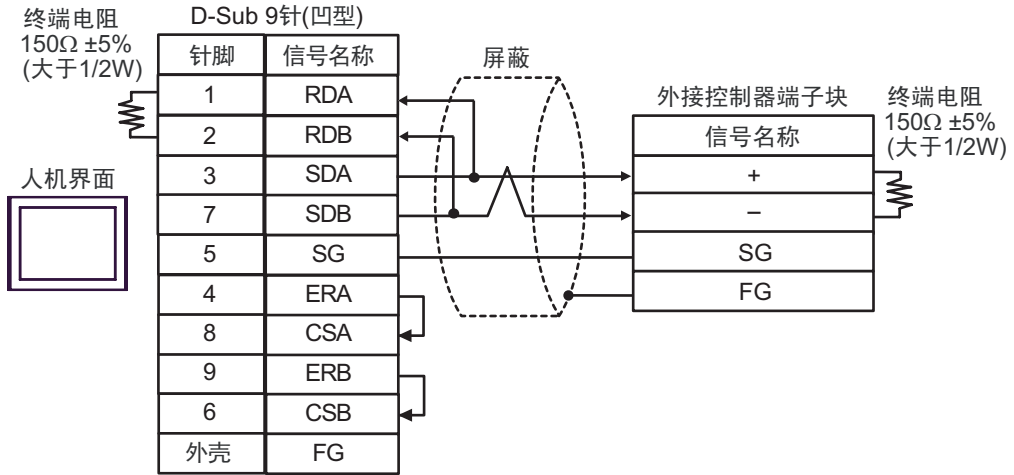 终端电阻
150Ω ±5%
(大于1/2W)
D-Sub 9针(凹型)
针脚 信号名称
1 RDA
2 RDB
3 SDA
7 SDB
5 SG
4 ERA
8 CSA
9 ERB
6 CSB
外壳 FG
人机界面
屏蔽
外接控制器端子块
信号名称
+
–
SG
FG
终端电阻
150Ω ±5%
(大于1/2W)